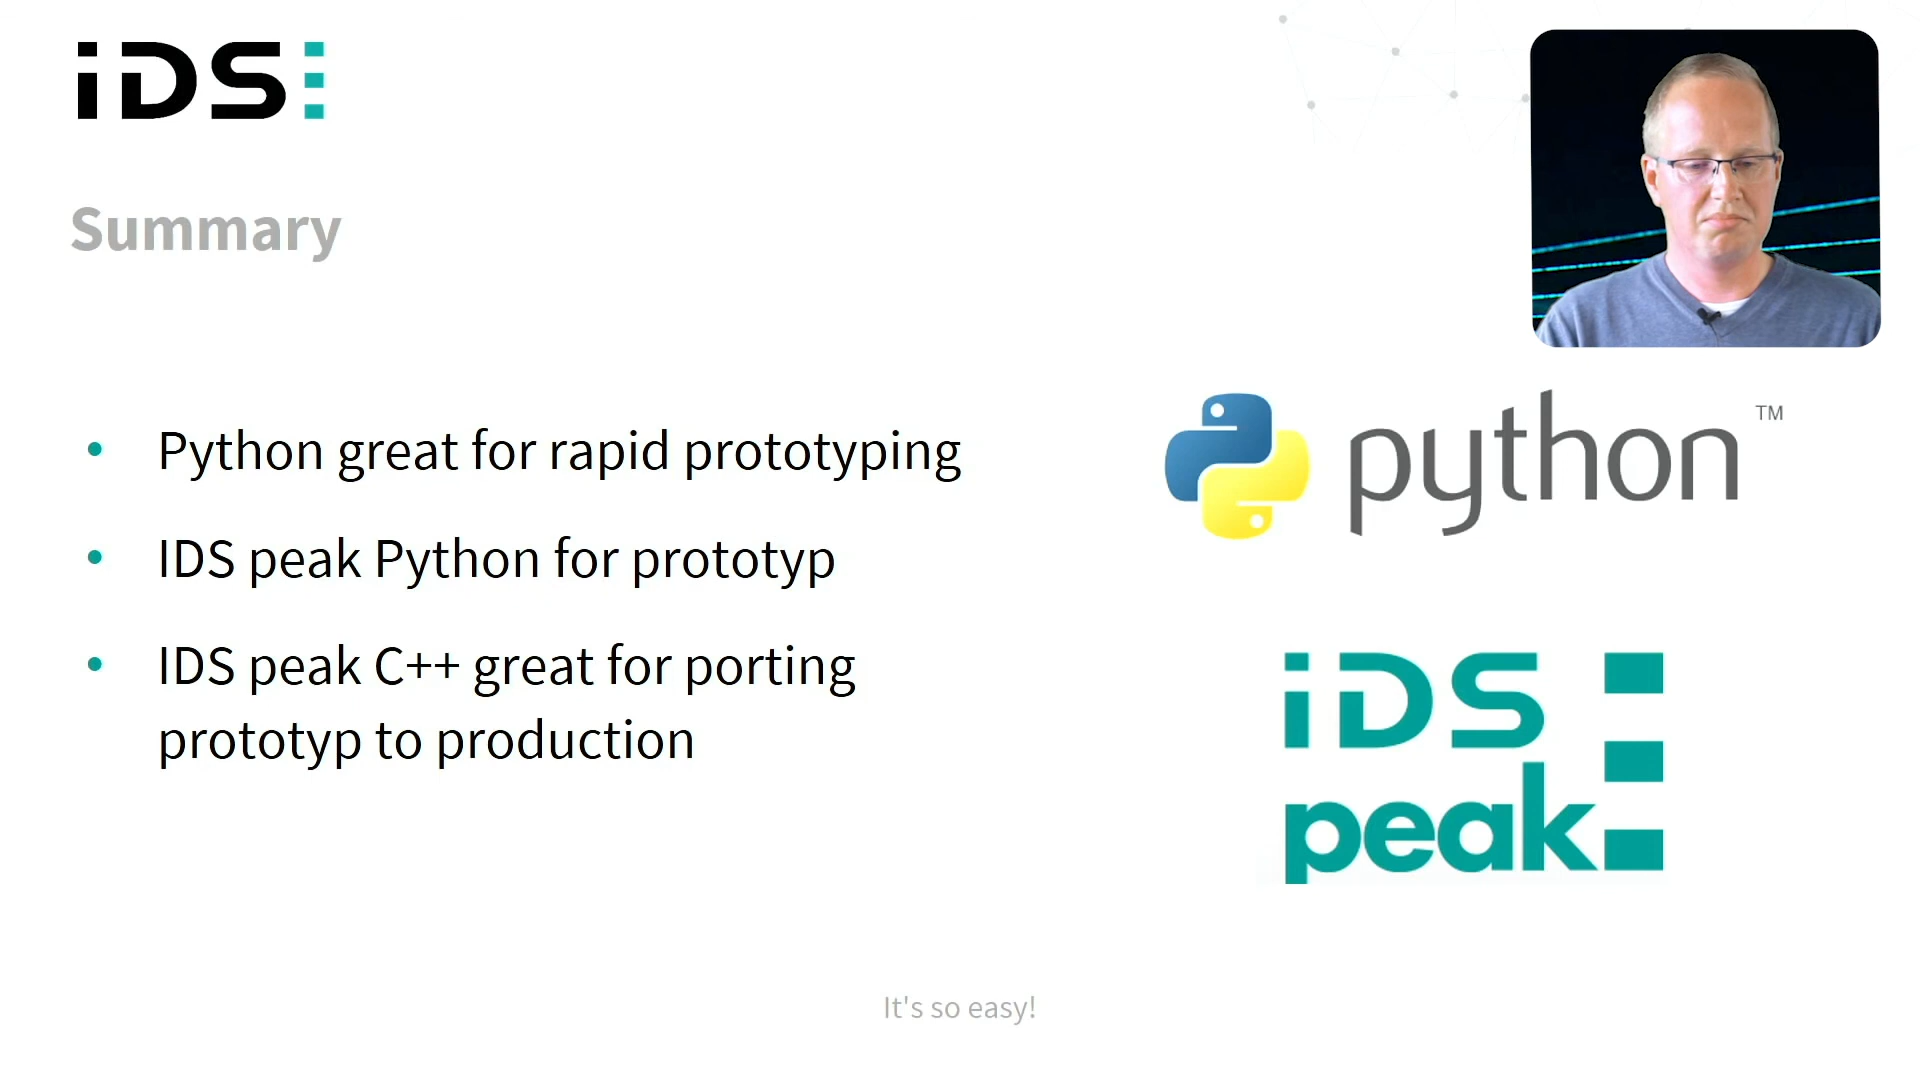 iDS
Summary
• Python great for rapid prototyping
• IDS peak Python for prototyp
• IDS peak C++ great for porting
prototyp to production
python™
iDS
peak
It's so easy!